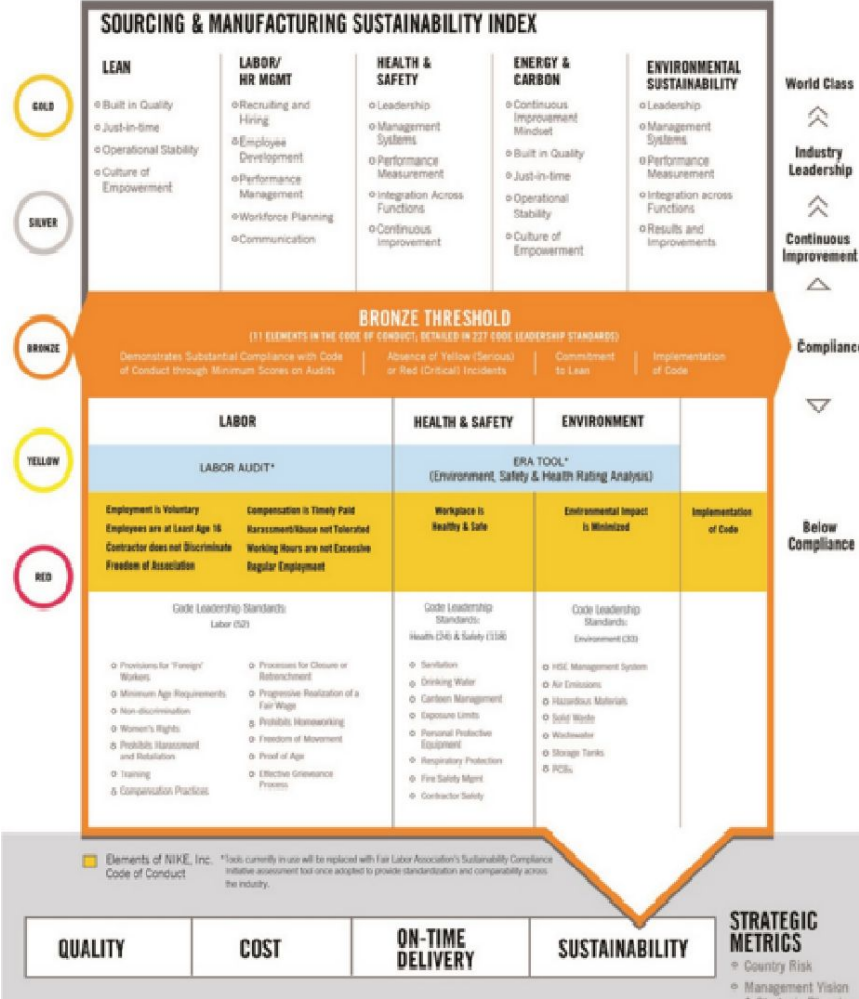 SOURCING & MANUFACTURING SUSTAINABILITY INDEX
LEAN
Built in Quality
Just-in-time
Operational Stability
Culture of
Empowerment
LABOR/
HR MGMT
Recruiting and
Hiring
Employee
Development
Performance
Management
Workforce Planning
Communication
HEALTH &
SAFETY
Leadership
Management
Systems
Performance
Measurement
Integration Across
Functions
Continuous
Improvement
ENERGY &
CARBON
Continuous
Improvement
Mindset
Built in Quality
Just-in-time
Operational
Stability
Culture of
Empowerment
ENVIRONMENTAL
SUSTAINABILITY
Leadership
Management
Systems
Performance
Measurement
Integration across
Functions
Results and
Improvements
GOLD
SILVER
BRONZE
YELLOW
RED
World Class
Industry
Leadership
Continuous
Improvement
Compliance
Below
Compliance
BRONZE THRESHOLD
(11 ELEMENTS IN THE CODE OF CONDUCT, DETAILED IN 227 CODE LEADERSHIP STANDARDS)
Demonstrates Substantial Compliance with Code
of Conduct through Minimum Scores on Audits
Absence of Yellow (Serious)
or Red (Critical) Incidents
Commitment
to Lean
Implementation
of Code
LABOR
HEALTH & SAFETY
ENVIRONMENT
LABOR AUDIT*
ERA TOOL*
(Environment, Safety & Health Rating Analysis)
Employment is Voluntary
Employees are at Least Age 16
Contractor does not Discriminate
Freedom of Association
Compensation is Timely Paid
Harassment/Abuse not Tolerated
Working Hours are not Excessive
Regular Employment
Workplace is
Healthy & Safe
Environmental Impact
is Minimized
Implementation
of Code
Code Leadership Standards:
Labor (52)
Provisions for 'Foreign'
Workers
Minimum Age Requirements
Non-discrimination
Women's Rights
Prohibits Harassment
and Retaliation
Training
Compensation Practices
Processes for Closure or
Retrenchment
Progressive Realization of a
Fair Wage
Prohibits Homeworking
Freedom of Movement
Proof of Age
Effective Grievance
Process
Code Leadership
Standards:
Health (24) & Safety (118)
Sanitation
Drinking Water
Canteen Management
Exposure Limits
Personal Protective
Equipment
Respiratory Protection
Fire Safety Mgmt
Contractor Safety
Code Leadership
Standards:
Environment (33)
HSE Management System
Air Emissions
Hazardous Materials
Solid Waste
Wastewater
Storage Tanks
PCBs
Elements of NIKE, Inc.
Code of Conduct
*Tools currently in use will be replaced with Fair Labor Association's Sustainability Compliance
Initiative assessment tool once adopted to provide standardization and comparability across
the industry.
QUALITY
COST
ON-TIME
DELIVERY
SUSTAINABILITY
STRATEGIC
METRICS
Country Risk
Management Vision